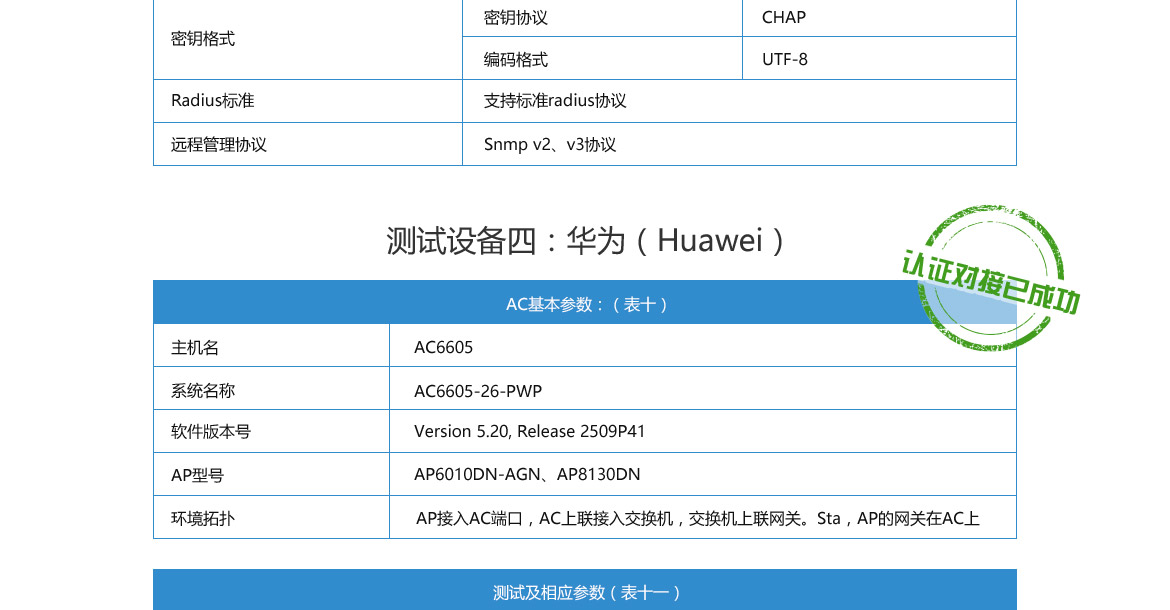 密钥格式
密钥协议 CHAP
编码格式 UTF-8
Radius标准 支持标准radius协议
远程管理协议 Snmp v2、v3协议
测试设备四：华为（Huawei）
认证对接已成功
AC基本参数：（表十）
主机名 AC6605
系统名称 AC6605-26-PWP
软件版本号 Version 5.20, Release 2509P41
AP型号 AP6010DN-AGN、AP8130DN
环境拓扑 AP接入AC端口，AC上联接入交换机，交换机上联网关。Sta，AP的网关在AC上
测试及相应参数（表十一）